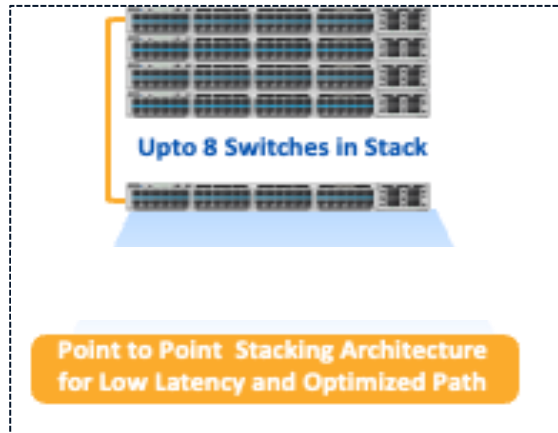 Upto 8 Switches in Stack
Point to Point Stacking Architecture
for Low Latency and Optimized Path